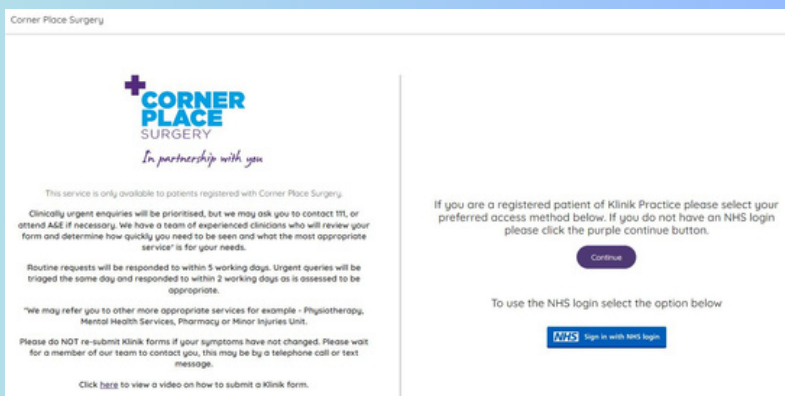 Corner Place Surgery
CORNER
PLACE
SURGERY
In partnership with you
This service is only available to patients registered with Corner Place Surgery.
Clinically urgent enquiries will be prioritised, but we may ask you to contact 111, or
attend A&E if necessary. We have a team of experienced clinicians who will review your
form and determine how quickly you need to be seen and what the most appropriate
service* is for your needs.
Routine requests will be responded to within 5 working days. Urgent queries will be
triaged the same day and responded to within 2 working days as is assessed to be
appropriate.
*We may refer you to other more appropriate services for example - Physiotherapy,
Mental Health Services, Pharmacy or Minor Injuries Unit.
Please do NOT re-submit Klinik forms if your symptoms have not changed. Please wait
for a member of our team to contact you, this may be by a telephone call or text
message.
Click here to view a video on how to submit a Klinik form.
If you are a registered patient of Klinik Practice please select your
preferred access method below. If you do not have an NHS login
please click the purple continue button.
Continue
To use the NHS login select the option below
NHS Sign in with NHS login